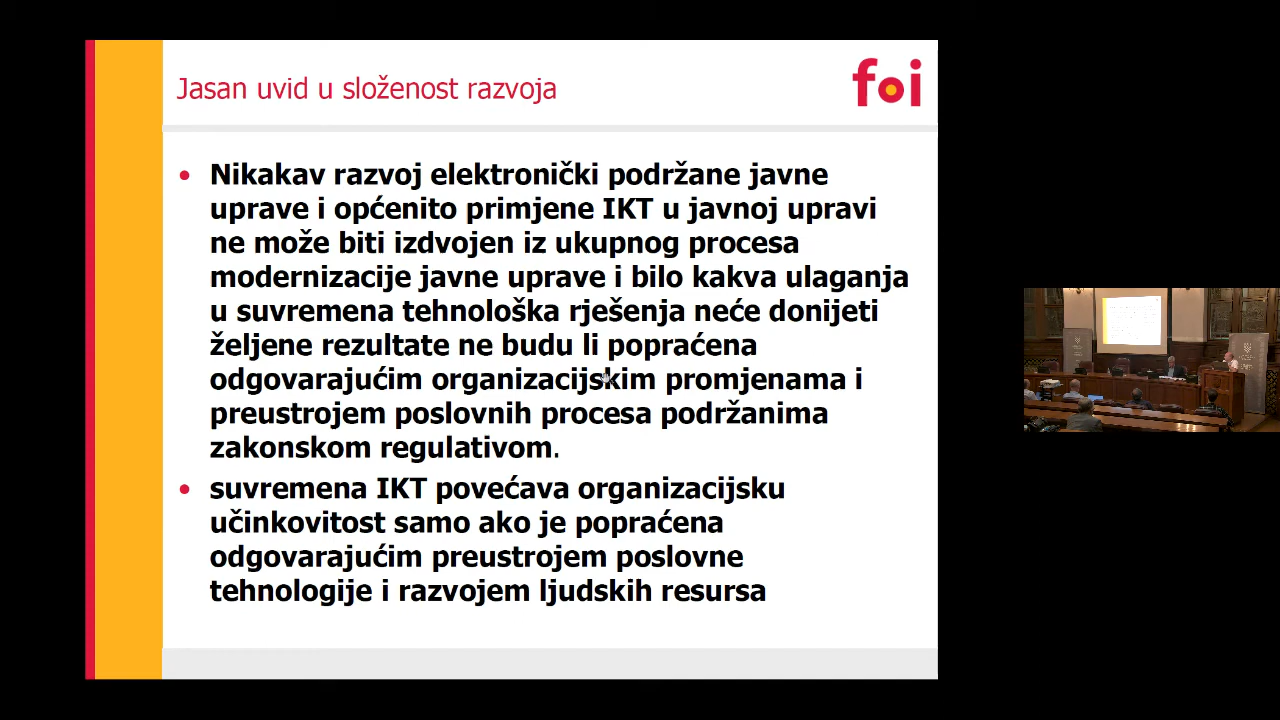 Jasan uvid u složenost razvoja
foi
Nikakav razvoj elektronički podržane javne
uprave i općenito primjene IKT u javnoj upravi
ne može biti izdvojen iz ukupnog procesa
modernizacije javne uprave i bilo kakva ulaganja
u suvremena tehnološka rješenja neće donijeti
željene rezultate ne budu li popraćena
odgovarajućim organizacijskim promjenama i
preustrojem poslovnih procesa podržanima
zakonskom regulativom.
suvremena IKT povećava organizacijsku
učinkovitost samo ako je popraćena
odgovarajućim preustrojem poslovne
tehnologije i razvojem ljudskih resursa